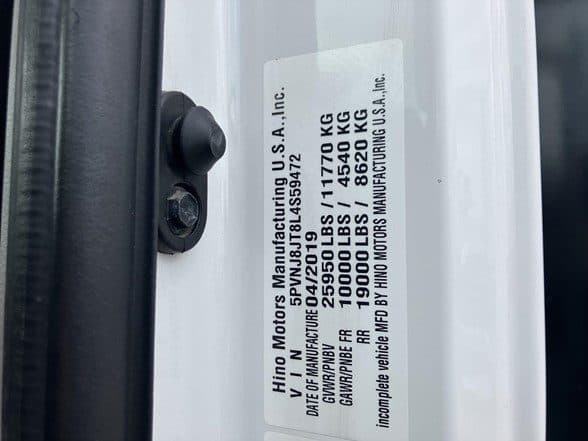 Hino Motors Manufacturing U.S.A.,Inc.
V I N 5PVNJ8JT8L4S59472
DATE OF MANUFACTURE 04/2019
GVWR/PNBV 25950 LBS / 11770 KG
GAWR/PNBE FR 10000 LBS / 4540 KG
RR 19000 LBS / 8620 KG
incomplete vehicle MFD BY HINO MOTORS MANUFACTURING U.S.A.,Inc.